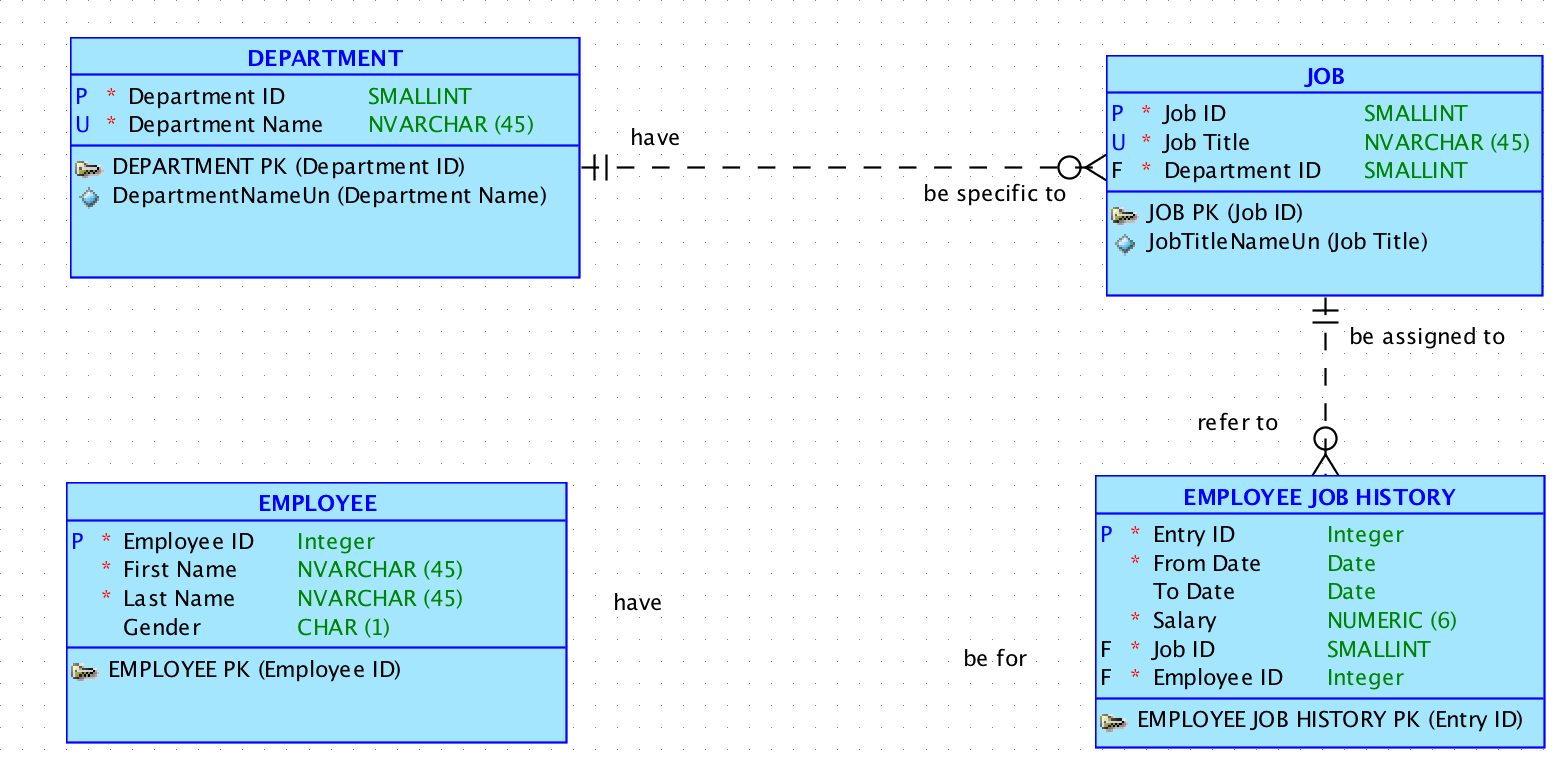 DEPARTMENT
P * Department ID SMALLINT
U * Department Name NVARCHAR (45)
DEPARTMENT PK (Department ID)
DepartmentNameUn (Department Name)
have
be specific to
JOB
P * Job ID SMALLINT
U * Job Title NVARCHAR (45)
F * Department ID SMALLINT
JOB PK (Job ID)
JobTitleNameUn (Job Title)
be assigned to
refer to
EMPLOYEE
P * Employee ID Integer
* First Name NVARCHAR (45)
* Last Name NVARCHAR (45)
Gender CHAR (1)
EMPLOYEE PK (Employee ID)
have
be for
EMPLOYEE JOB HISTORY
P * Entry ID Integer
* From Date Date
To Date Date
* Salary NUMERIC (6)
F * Job ID SMALLINT
F * Employee ID Integer
EMPLOYEE JOB HISTORY PK (Entry ID)